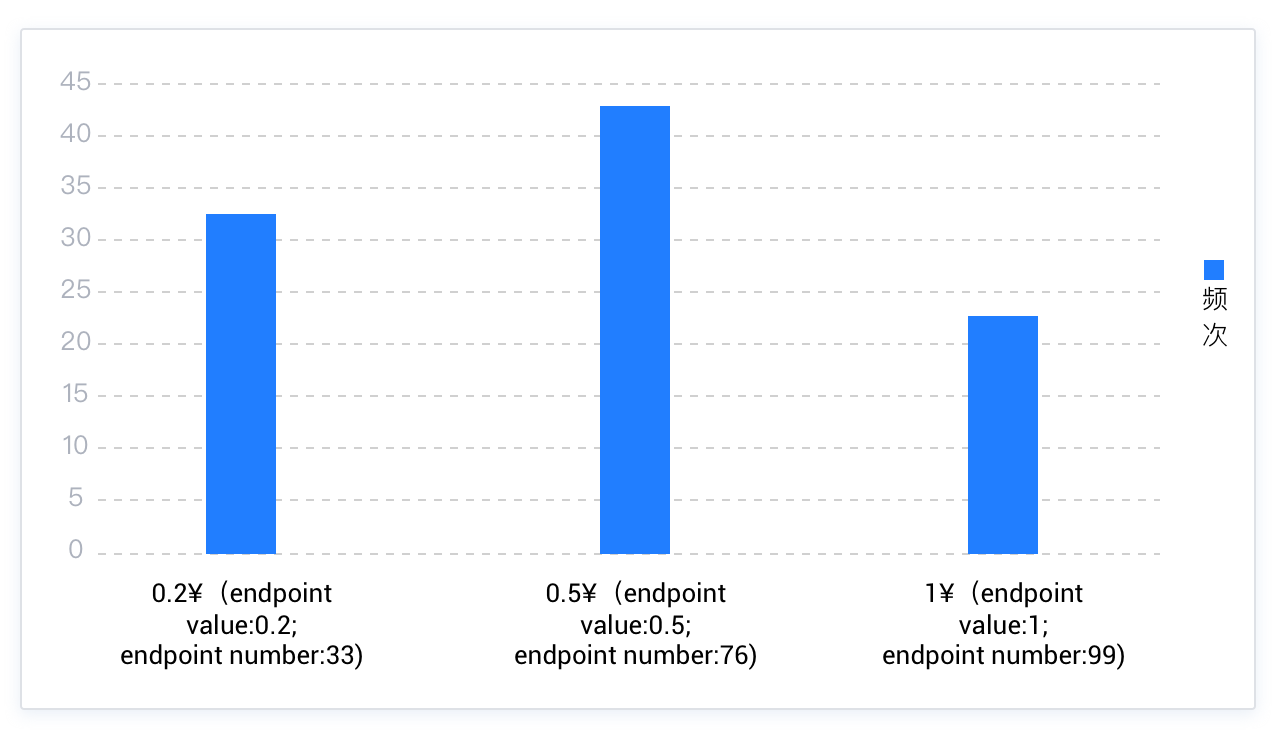 45
40
35
30
25
20
15
10
5
0
频
次
0.2¥（endpoint
value:0.2;
endpoint number:33)
0.5¥（endpoint
value:0.5;
endpoint number:76)
1¥（endpoint
value:1;
endpoint number:99)